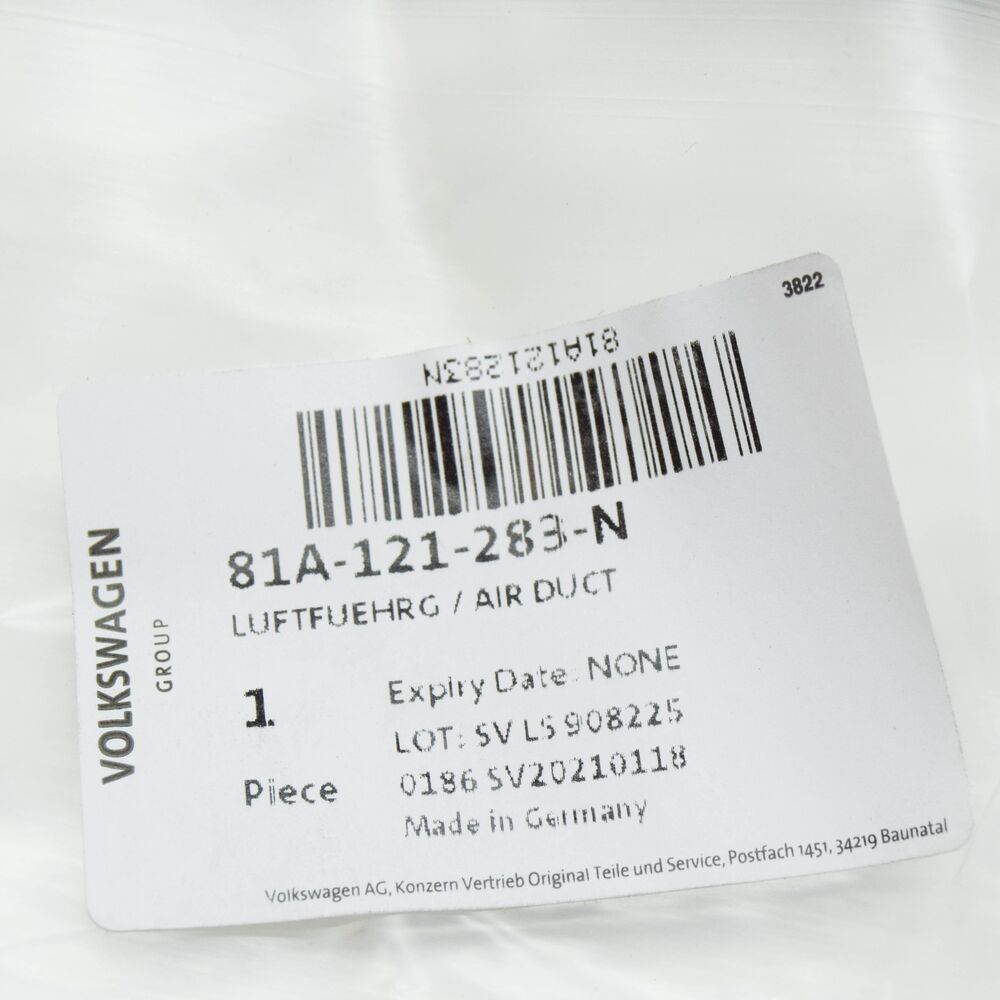 3822
81A121283N
81A-121-283-N
LUFTFUEHRG / AIR DUCT
VOLKSWAGEN
GROUP
1
Piece
Expiry Date: NONE
LOT: SV LS 908225
0186 SV20210118
Made in Germany
Volkswagen AG, Konzern Vertrieb Original Teile und Service, Postfach 1451, 34219 Baunatal